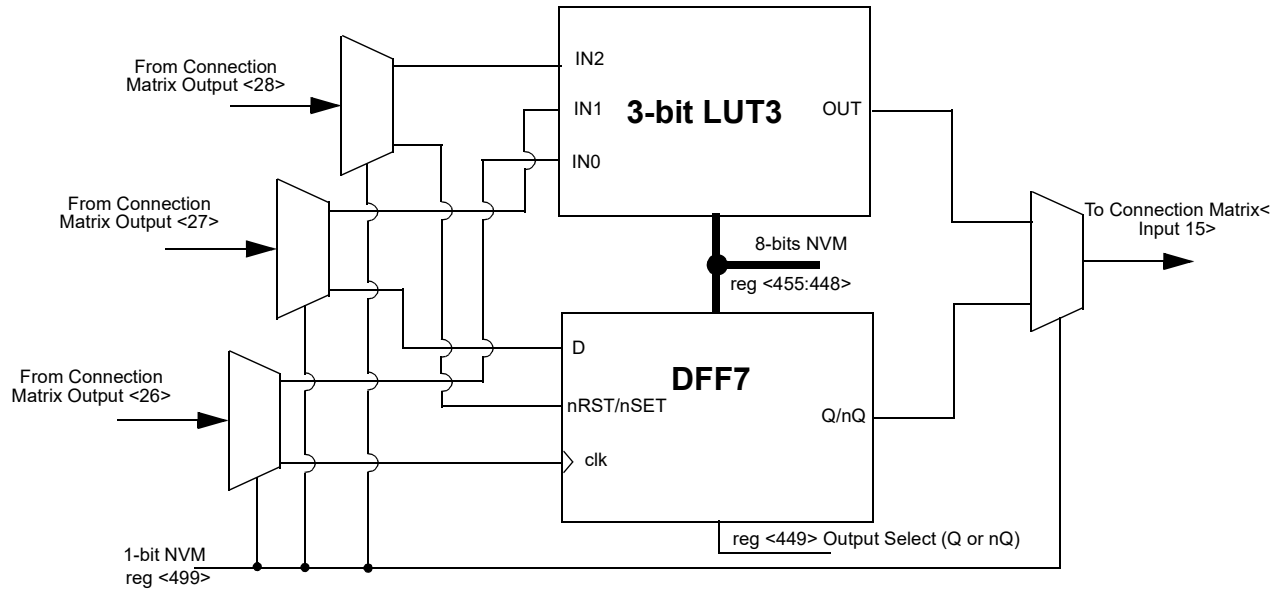 From Connection
Matrix Output <28>
IN2
IN1
3-bit LUT3
OUT
IN0
From Connection
Matrix Output <27>
To Connection Matrix<
Input 15>
8-bits NVM
reg <455:448>
D
DFF7
From Connection
Matrix Output <26>
nRST/nSET
Q/nQ
clk
reg <449> Output Select (Q or nQ)
1-bit NVM
reg <499>